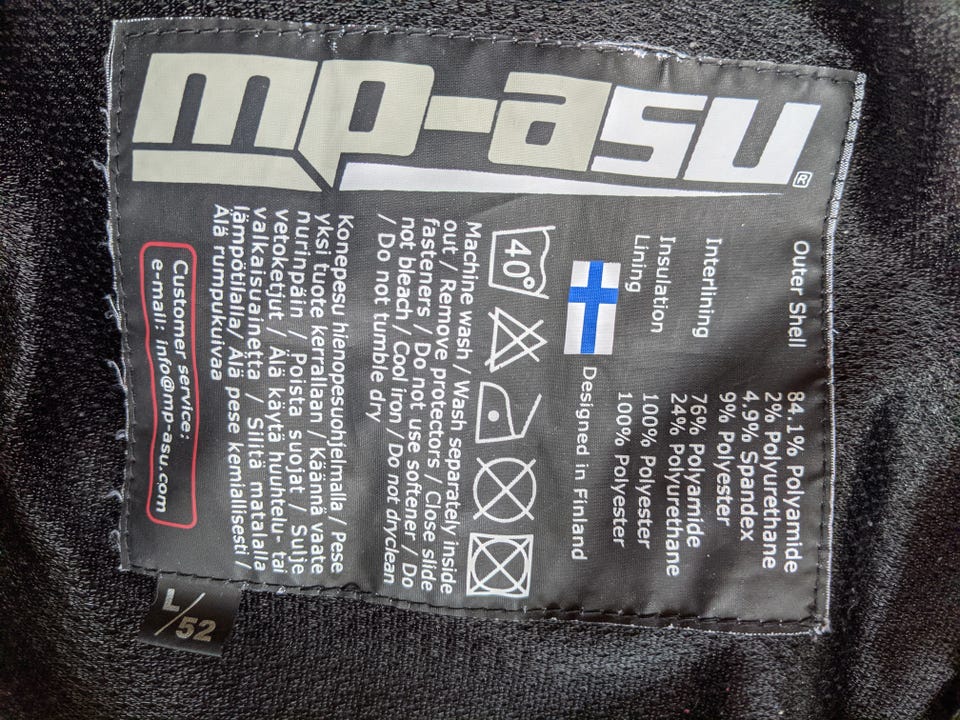 mp-asu®
Outer Shell 84.1% Polyamide
2% Polyurethane
4.9% Spandex
9% Polyester
Interlining 76% Polyamide
24% Polyurethane
Insulation 100% Polyester
Lining 100% Polyester
Designed in Finland
40°
Machine wash / Wash separately inside
out / Remove protectors / Close slide
fasteners / Do not use softener / Do
not bleach / Cool iron / Do not dryclean
/ Do not tumble dry
Konepesu hienopesuohjelmalla / Pese
yksi tuote kerrallaan / Käännä vaate
nurinpäin / Poista suojat / Sulje
vetoketjut / Älä käytä huuhtelu- tai
valkaisuainetta / Silitä matalalla
lämpötilalla/ Älä pese kemiallisesti /
Älä rumpukuivaa
Customer service:
e-mail: info@mp-asu.com
L/52